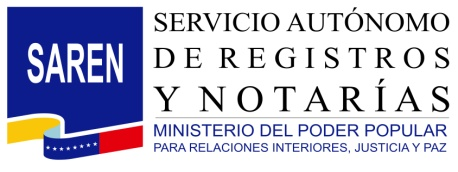 SAREN
SERVICIO AUTÓNOMO
DE REGISTROS
Y NOTARÍAS
MINISTERIO DEL PODER POPULAR
PARA RELACIONES INTERIORES, JUSTICIA Y PAZ